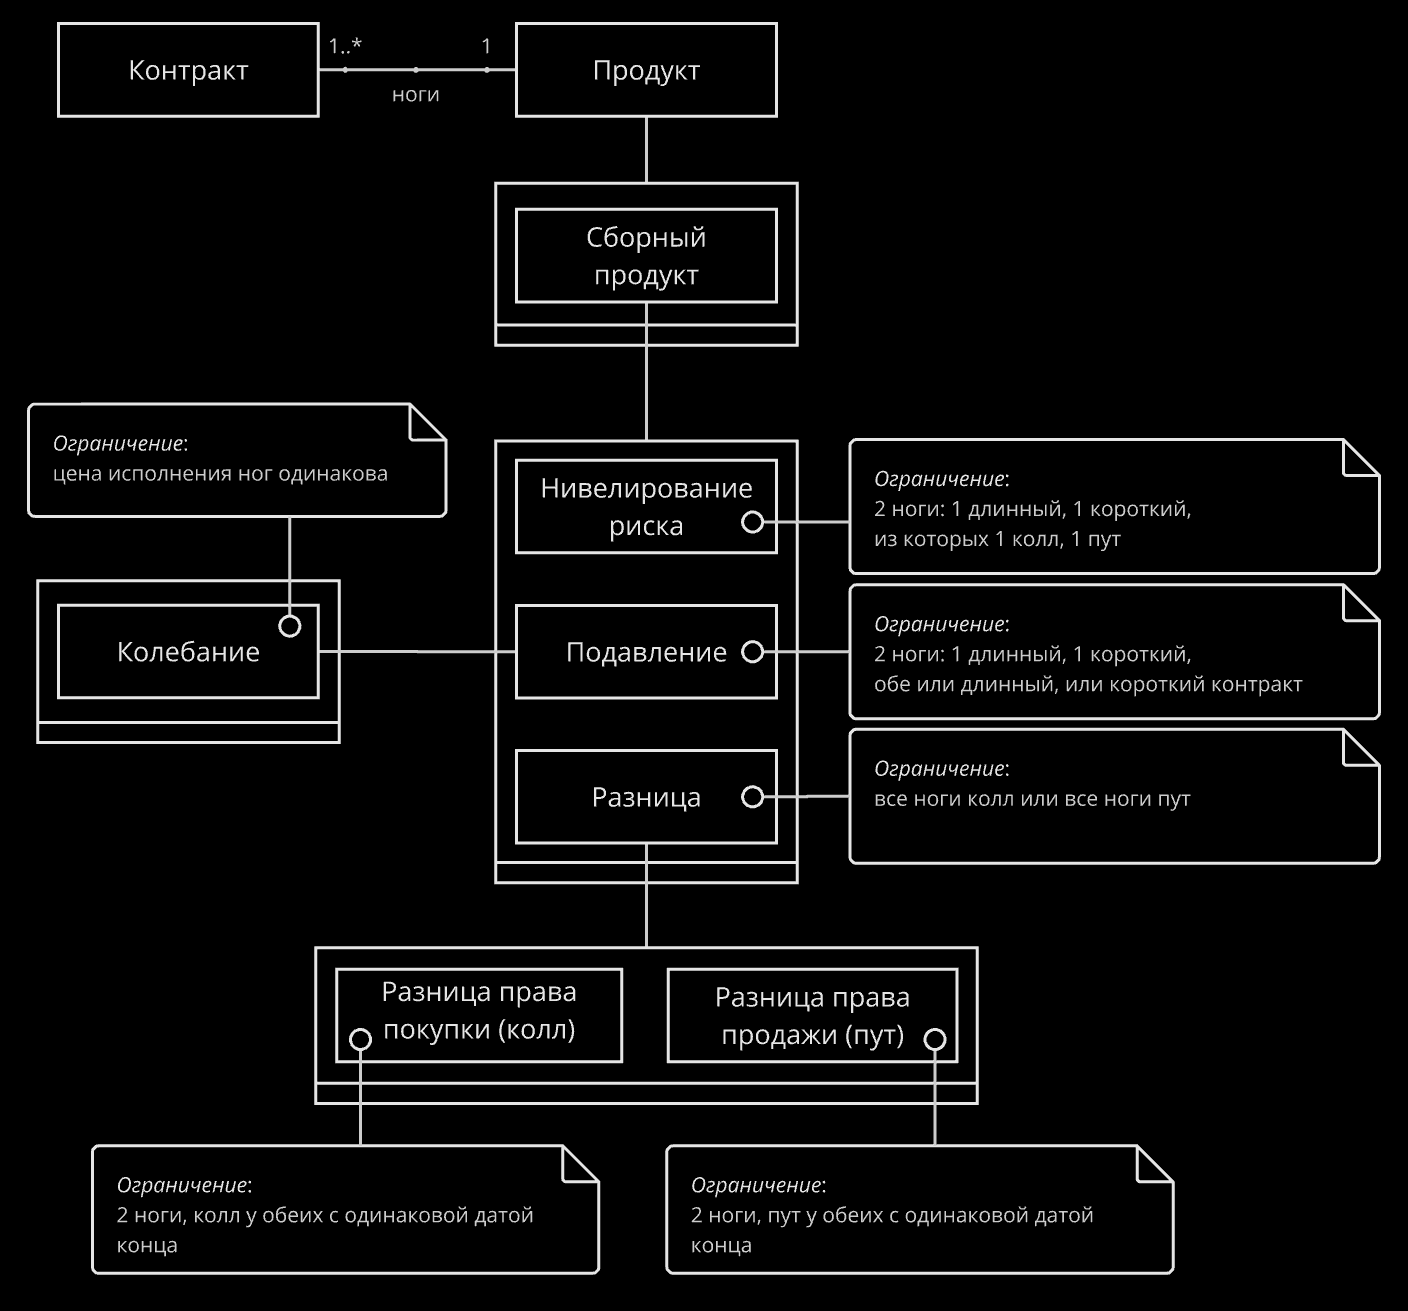 Контракт
1..*
1
ноги
Продукт
Сборный
продукт
Ограничение:
цена исполнения ног одинакова
Нивелирование
риска
Ограничение:
2 ноги: 1 длинный, 1 короткий,
из которых 1 колл, 1 пут
Колебание
Подавление
Ограничение:
2 ноги: 1 длинный, 1 короткий,
обе или длинный, или короткий контракт
Разница
Ограничение:
все ноги колл или все ноги пут
Разница права
покупки (колл)
Разница права
продажи (пут)
Ограничение:
2 ноги, колл у обеих с одинаковой датой
конца
Ограничение:
2 ноги, пут у обеих с одинаковой датой
конца